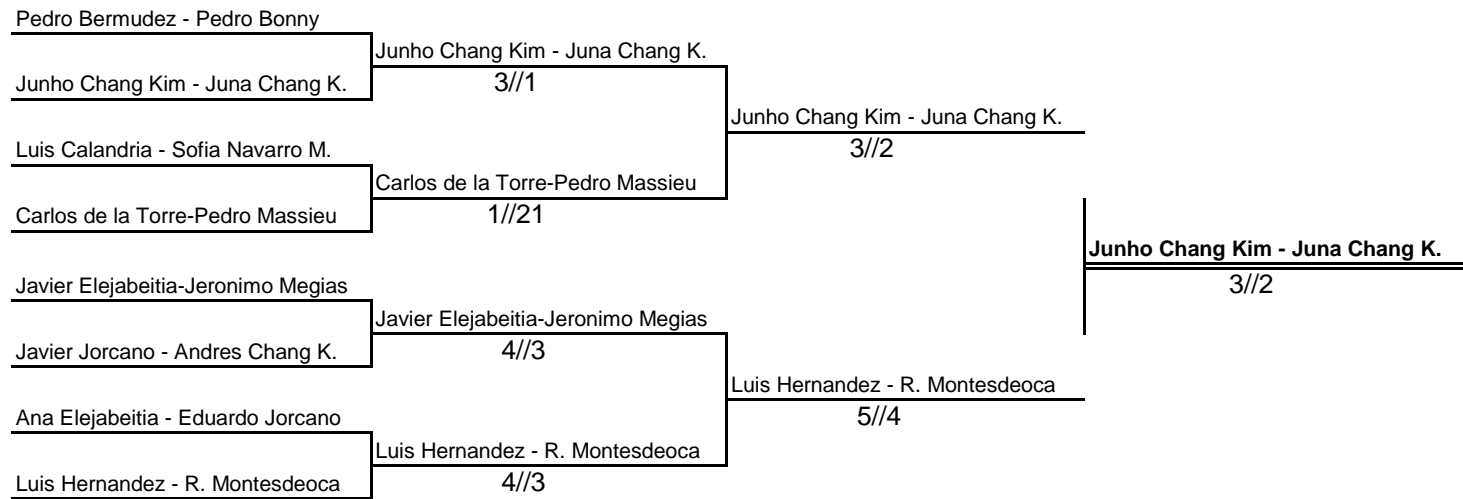 Pedro Bermudez - Pedro Bonny
Junho Chang Kim - Juna Chang K.
Junho Chang Kim - Juna Chang K.
3//1
Junho Chang Kim - Juna Chang K.
3//2
Luis Calandria - Sofia Navarro M.
Carlos de la Torre-Pedro Massieu
Carlos de la Torre-Pedro Massieu
1//21
Junho Chang Kim - Juna Chang K.
3//2
Javier Elejabeitia-Jeronimo Megias
Javier Elejabeitia-Jeronimo Megias
Javier Jorcano - Andres Chang K.
4//3
Luis Hernandez - R. Montesdeoca
5//4
Ana Elejabeitia - Eduardo Jorcano
Luis Hernandez - R. Montesdeoca
Luis Hernandez - R. Montesdeoca
4//3